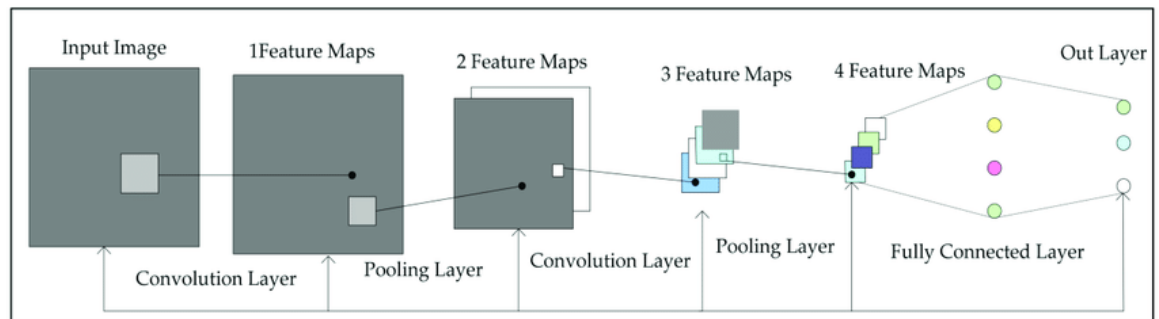 Input Image
1Feature Maps
2 Feature Maps
3 Feature Maps
4 Feature Maps
Out Layer
Convolution Layer
Pooling Layer
Convolution Layer
Pooling Layer
Fully Connected Layer